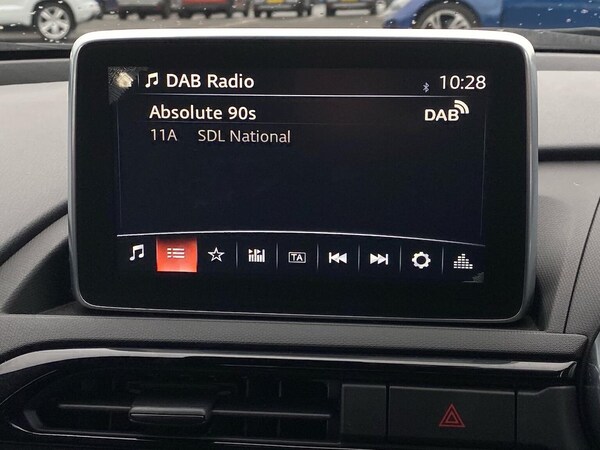 DAB Radio 10:28
Absolute 90s DAB
11A SDL National
TA